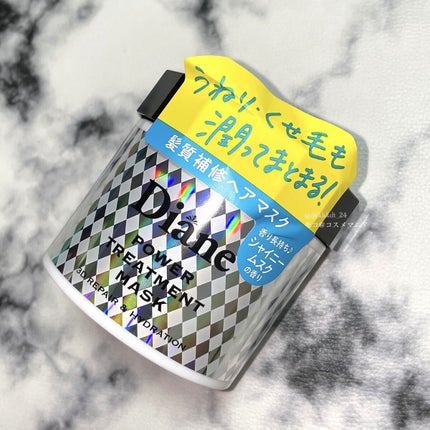 うねり・くせ毛も
潤ってまとまる!
髪質補修ヘアマスク
香り長持ち♪
シャイニー
ムスク
の香り
Diane
POWER
TREATMENT
MASK
3D REPAIR & HYDRATION